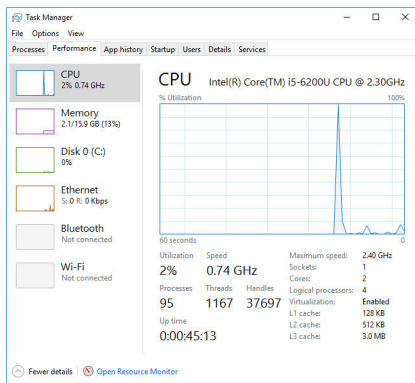 Task Manager
File Options View
Processes Performance App history Startup Users Details Services
CPU
2% 0.74 GHz
Memory
2.1/15.9 GB (13%)
Disk 0 (C:)
0%
Ethernet
S: 0 R: 0 Kbps
Bluetooth
Not connected
Wi-Fi
Not connected
CPU Intel(R) Core(TM) i5-6200U CPU @ 2.30GHz
% Utilization 100%
60 seconds 0
Utilization Speed
2% 0.74 GHz
Processes Threads Handles
95 1167 37697
Up time
0:00:45:13
Maximum speed: 2.40 GHz
Sockets: 1
Cores: 2
Logical processors: 4
Virtualization: Enabled
L1 cache: 128 KB
L2 cache: 512 KB
L3 cache: 3.0 MB
Fewer details Open Resource Monitor